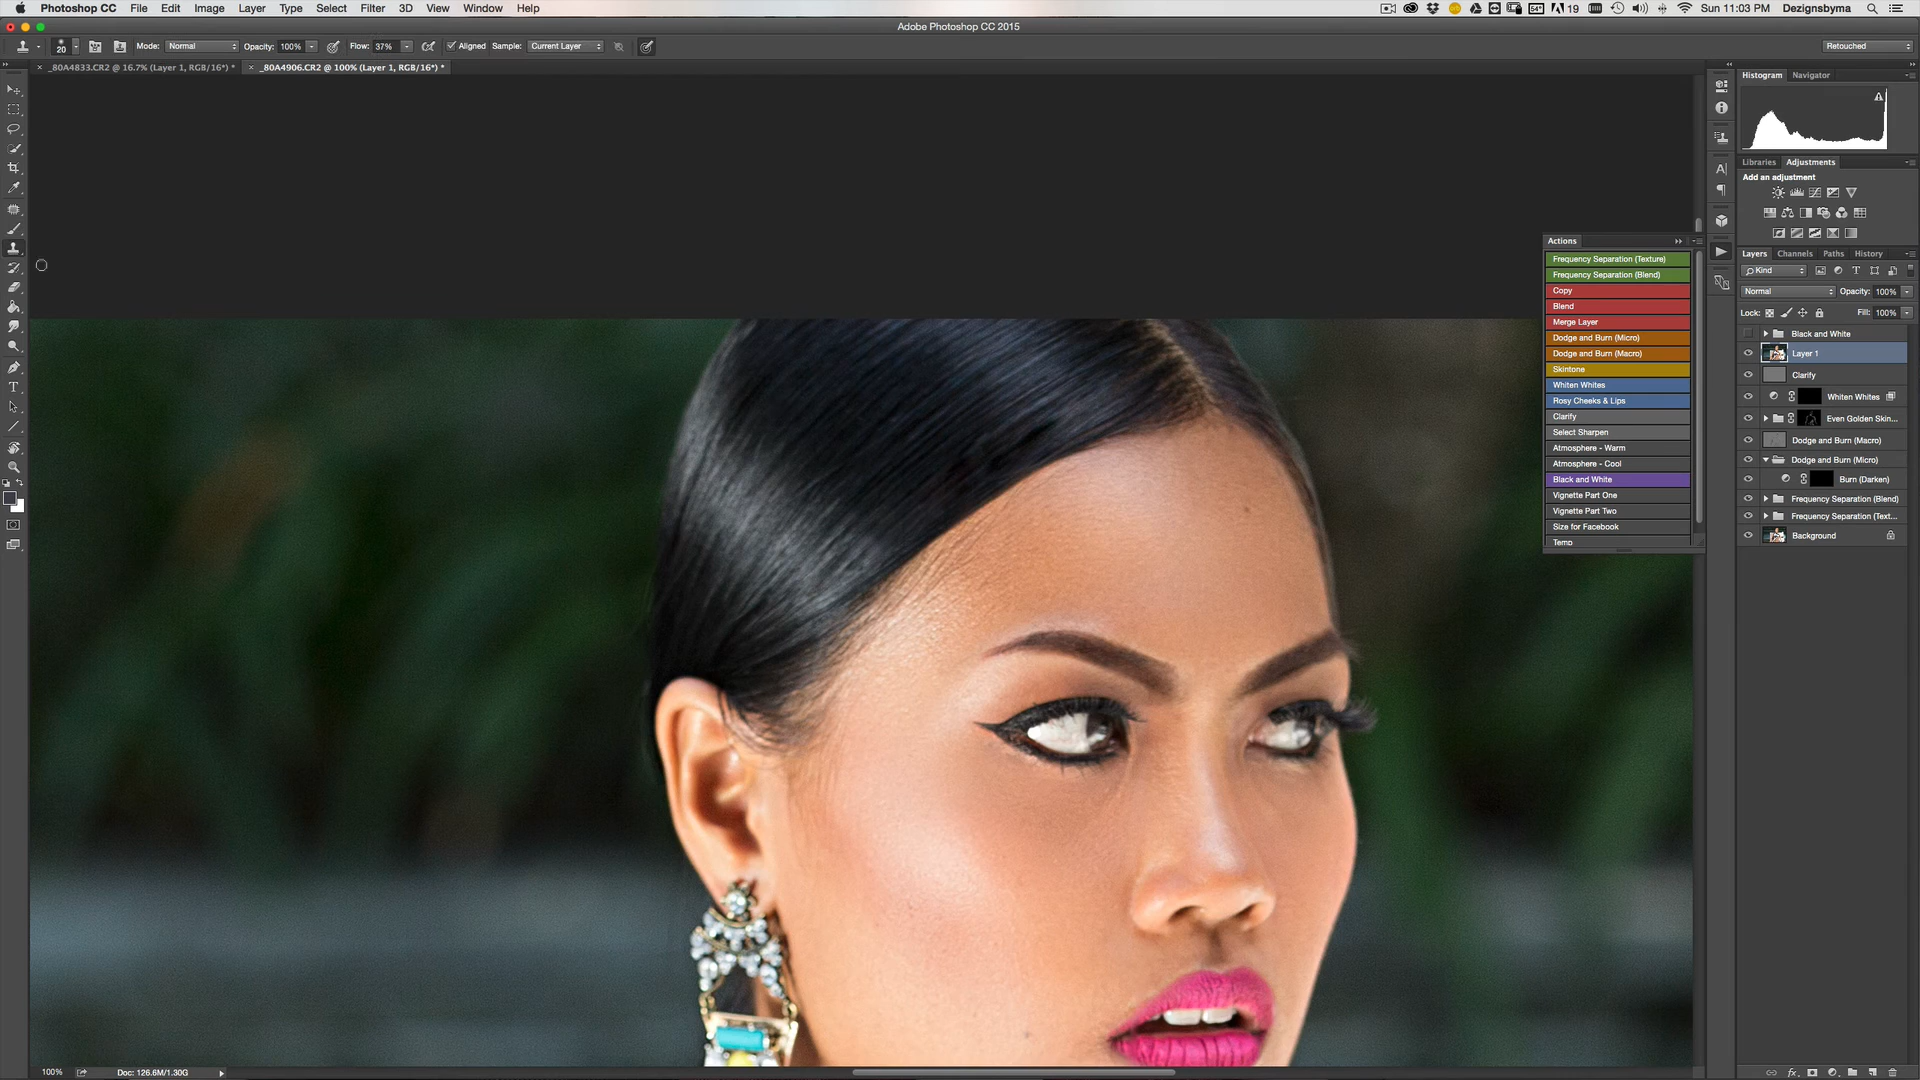 Photoshop CC File Edit Image Layer Type Select Filter 3D View Window Help 54° 19 Sun 11:03 PM Dezignsbyma
Adobe Photoshop CC 2015
20 Mode: Normal Opacity: 100% Flow: 37% Aligned Sample: Current Layer Retouched
_80A4833.CR2 @ 16.7% (Layer 1, RGB/16*) * _80A4906.CR2 @ 100% (Layer 1, RGB/16*) *
Histogram Navigator
Libraries Adjustments
Add an adjustment
Actions
Frequency Separation (Texture)
Frequency Separation (Blend)
Copy
Blend
Merge Layer
Dodge and Burn (Micro)
Dodge and Burn (Macro)
Skintone
Whiten Whites
Rosy Cheeks & Lips
Clarify
Select Sharpen
Atmosphere - Warm
Atmosphere - Cool
Black and White
Vignette Part One
Vignette Part Two
Size for Facebook
Temp
Layers Channels Paths History
Kind
Normal Opacity: 100%
Lock: Fill: 100%
Black and White
Layer 1
Clarify
Whiten Whites
Even Golden Skin...
Dodge and Burn (Macro)
Dodge and Burn (Micro)
Burn (Darken)
Frequency Separation (Blend)
Frequency Separation (Text...
Background
100% Doc: 126.6M/1.30G